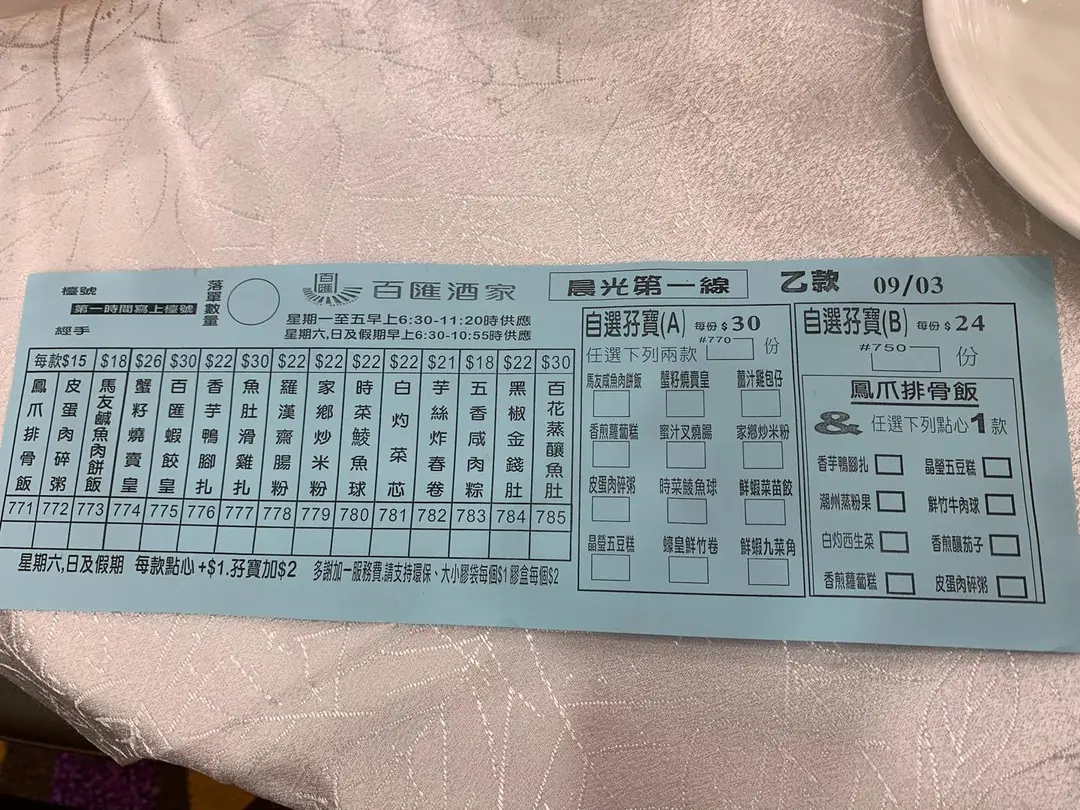 檯號
第一時間寫上檯號
經手
落單數量
百匯
百匯酒家
星期一至五早上6:30-11:20時供應
星期六,日及假期早上6:30-10:55時供應
晨光第一線
乙款
09/03
每款$15 $18 $26 $30 $22 $30 $22 $22 $22 $22 $21 $18 $22 $30
鳳爪排骨飯
皮蛋肉碎粥
馬友鹹魚肉餅飯
蟹籽燒賣皇
百匯蝦餃皇
香芋鴨腳扎
魚肚滑雞扎
羅漢齋腸粉
家鄉炒米粉
時菜鯪魚球
白灼菜芯
芋絲炸春卷
五香咸肉粽
黑椒金錢肚
百花蒸釀魚肚
771 772 773 774 775 776 777 778 779 780 781 782 783 784 785
星期六,日及假期 每款點心+$1,孖寶加$2
多謝加一服務費,請支持環保、大小膠袋每個$1膠盒每個$2
自選孖寶(A) 每份$30
#770 份
任選下列兩款
馬友咸魚肉餅飯 蟹籽燒賣皇 薑汁雞包仔
香煎蘿蔔糕 蜜汁叉燒腸 家鄉炒米粉
皮蛋肉碎粥 時菜鯪魚球 鮮蝦菜苗餃
晶瑩五豆糕 蠔皇鮮竹卷 鮮蝦九菜角
自選孖寶(B) 每份$24
#750 份
鳳爪排骨飯
& 任選下列點心1款
香芋鴨腳扎 晶瑩五豆糕
潮州蒸粉果 鮮竹牛肉球
白灼西生菜 香煎釀茄子
香煎蘿蔔糕 皮蛋肉碎粥